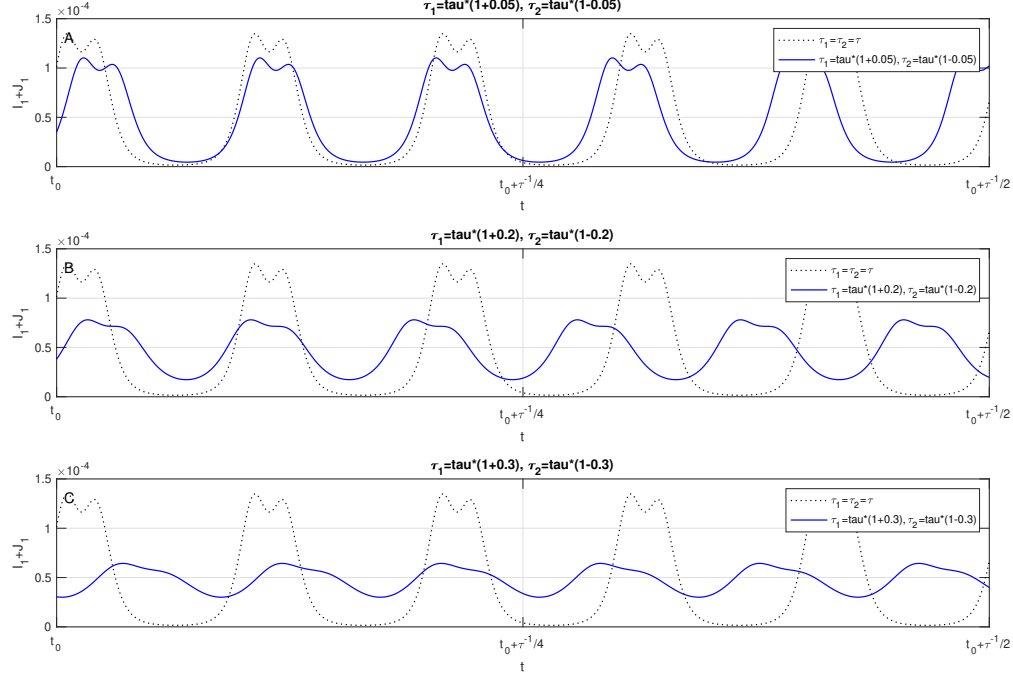 τ₁=tau*(1+0.05), τ₂=tau*(1-0.05)
×10⁻⁴
1.5
A
τ₁=τ₂=τ
τ₁=tau*(1+0.05), τ₂=tau*(1-0.05)
1
I₁+J₁
0.5
0
t₀
t₀+τ⁻¹/4
t₀+τ⁻¹/2
t
τ₁=tau*(1+0.2), τ₂=tau*(1-0.2)
×10⁻⁴
1.5
B
τ₁=τ₂=τ
τ₁=tau*(1+0.2), τ₂=tau*(1-0.2)
1
I₁+J₁
0.5
0
t₀
t₀+τ⁻¹/4
t₀+τ⁻¹/2
t
τ₁=tau*(1+0.3), τ₂=tau*(1-0.3)
×10⁻⁴
1.5
C
τ₁=τ₂=τ
τ₁=tau*(1+0.3), τ₂=tau*(1-0.3)
1
I₁+J₁
0.5
0
t₀
t₀+τ⁻¹/4
t₀+τ⁻¹/2
t